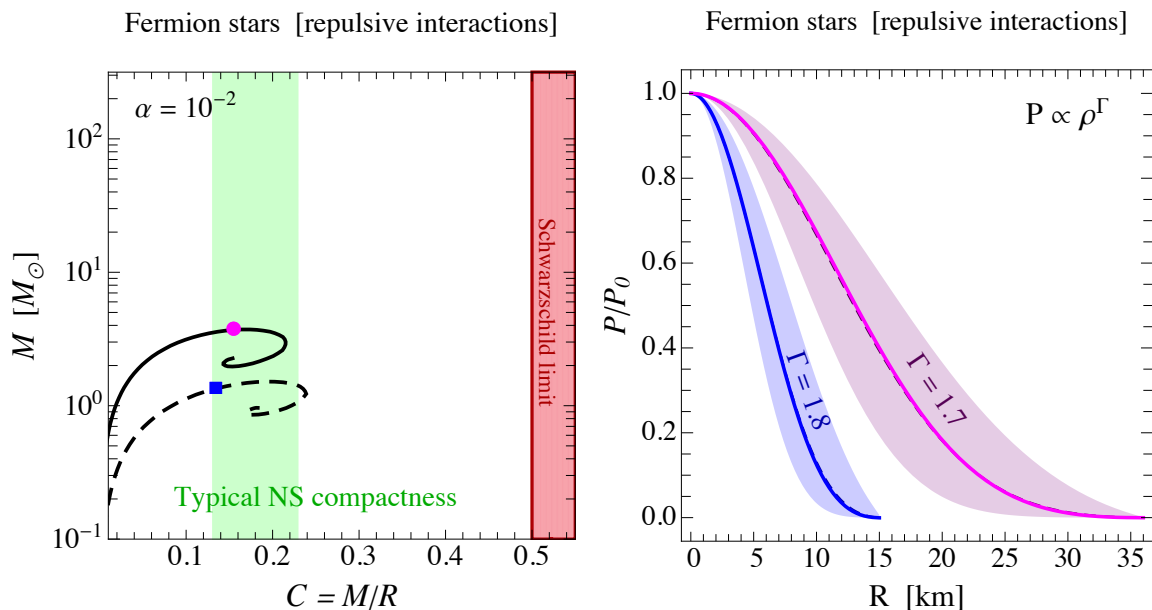 Fermion stars [repulsive interactions]
α = 10⁻²
10²
10¹
10⁰
10⁻¹
M [M⊙]
Schwarzschild limit
Typical NS compactness
0.1 0.2 0.3 0.4 0.5
C = M/R
Fermion stars [repulsive interactions]
P ∝ ρ^Γ
1.0
0.8
0.6
0.4
0.2
0.0
P/P₀
Γ = 1.8
Γ = 1.7
0 5 10 15 20 25 30 35
R [km]